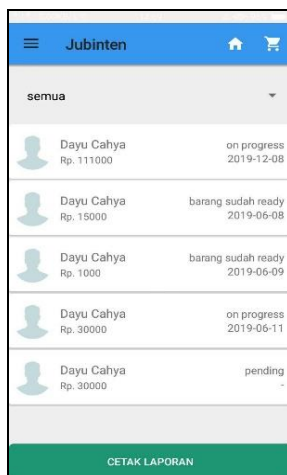 Jubinten
semua
Dayu Cahya
on progress
Rp. 111000
2019-12-08
Dayu Cahya
barang sudah ready
Rp. 15000
2019-06-08
Dayu Cahya
barang sudah ready
Rp. 1000
2019-06-09
Dayu Cahya
on progress
Rp. 30000
2019-06-11
Dayu Cahya
pending
Rp. 30000
-
CETAK LAPORAN